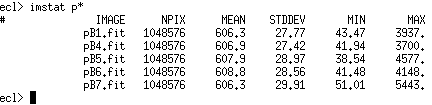 ecl> imstat p*
# IMAGE NPIX MEAN STDDEV MIN MAX
pB1.fit 1048576 606.3 27.77 43.47 3937.
pB4.fit 1048576 606.9 27.42 41.94 3700.
pB5.fit 1048576 607.9 28.97 38.54 4577.
pB6.fit 1048576 608.8 28.56 41.48 4148.
pB7.fit 1048576 606.3 29.91 51.01 5443.
ecl>